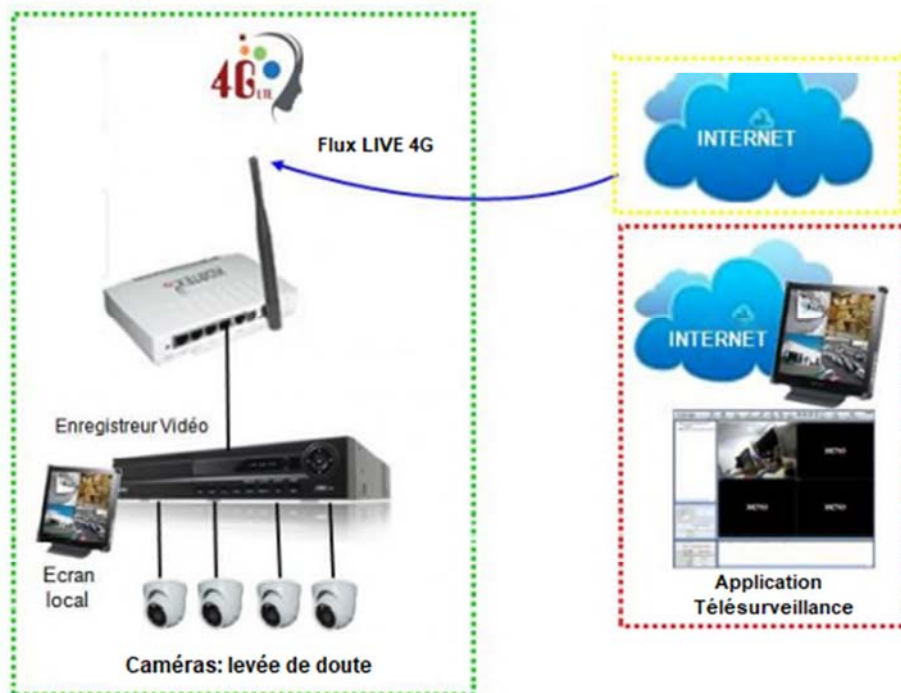 4G LTE
Flux LIVE 4G
INTERNET
INTERNET
Enregistreur Vidéo
Ecran
local
Caméras: levée de doute
Application
Télésurveillance